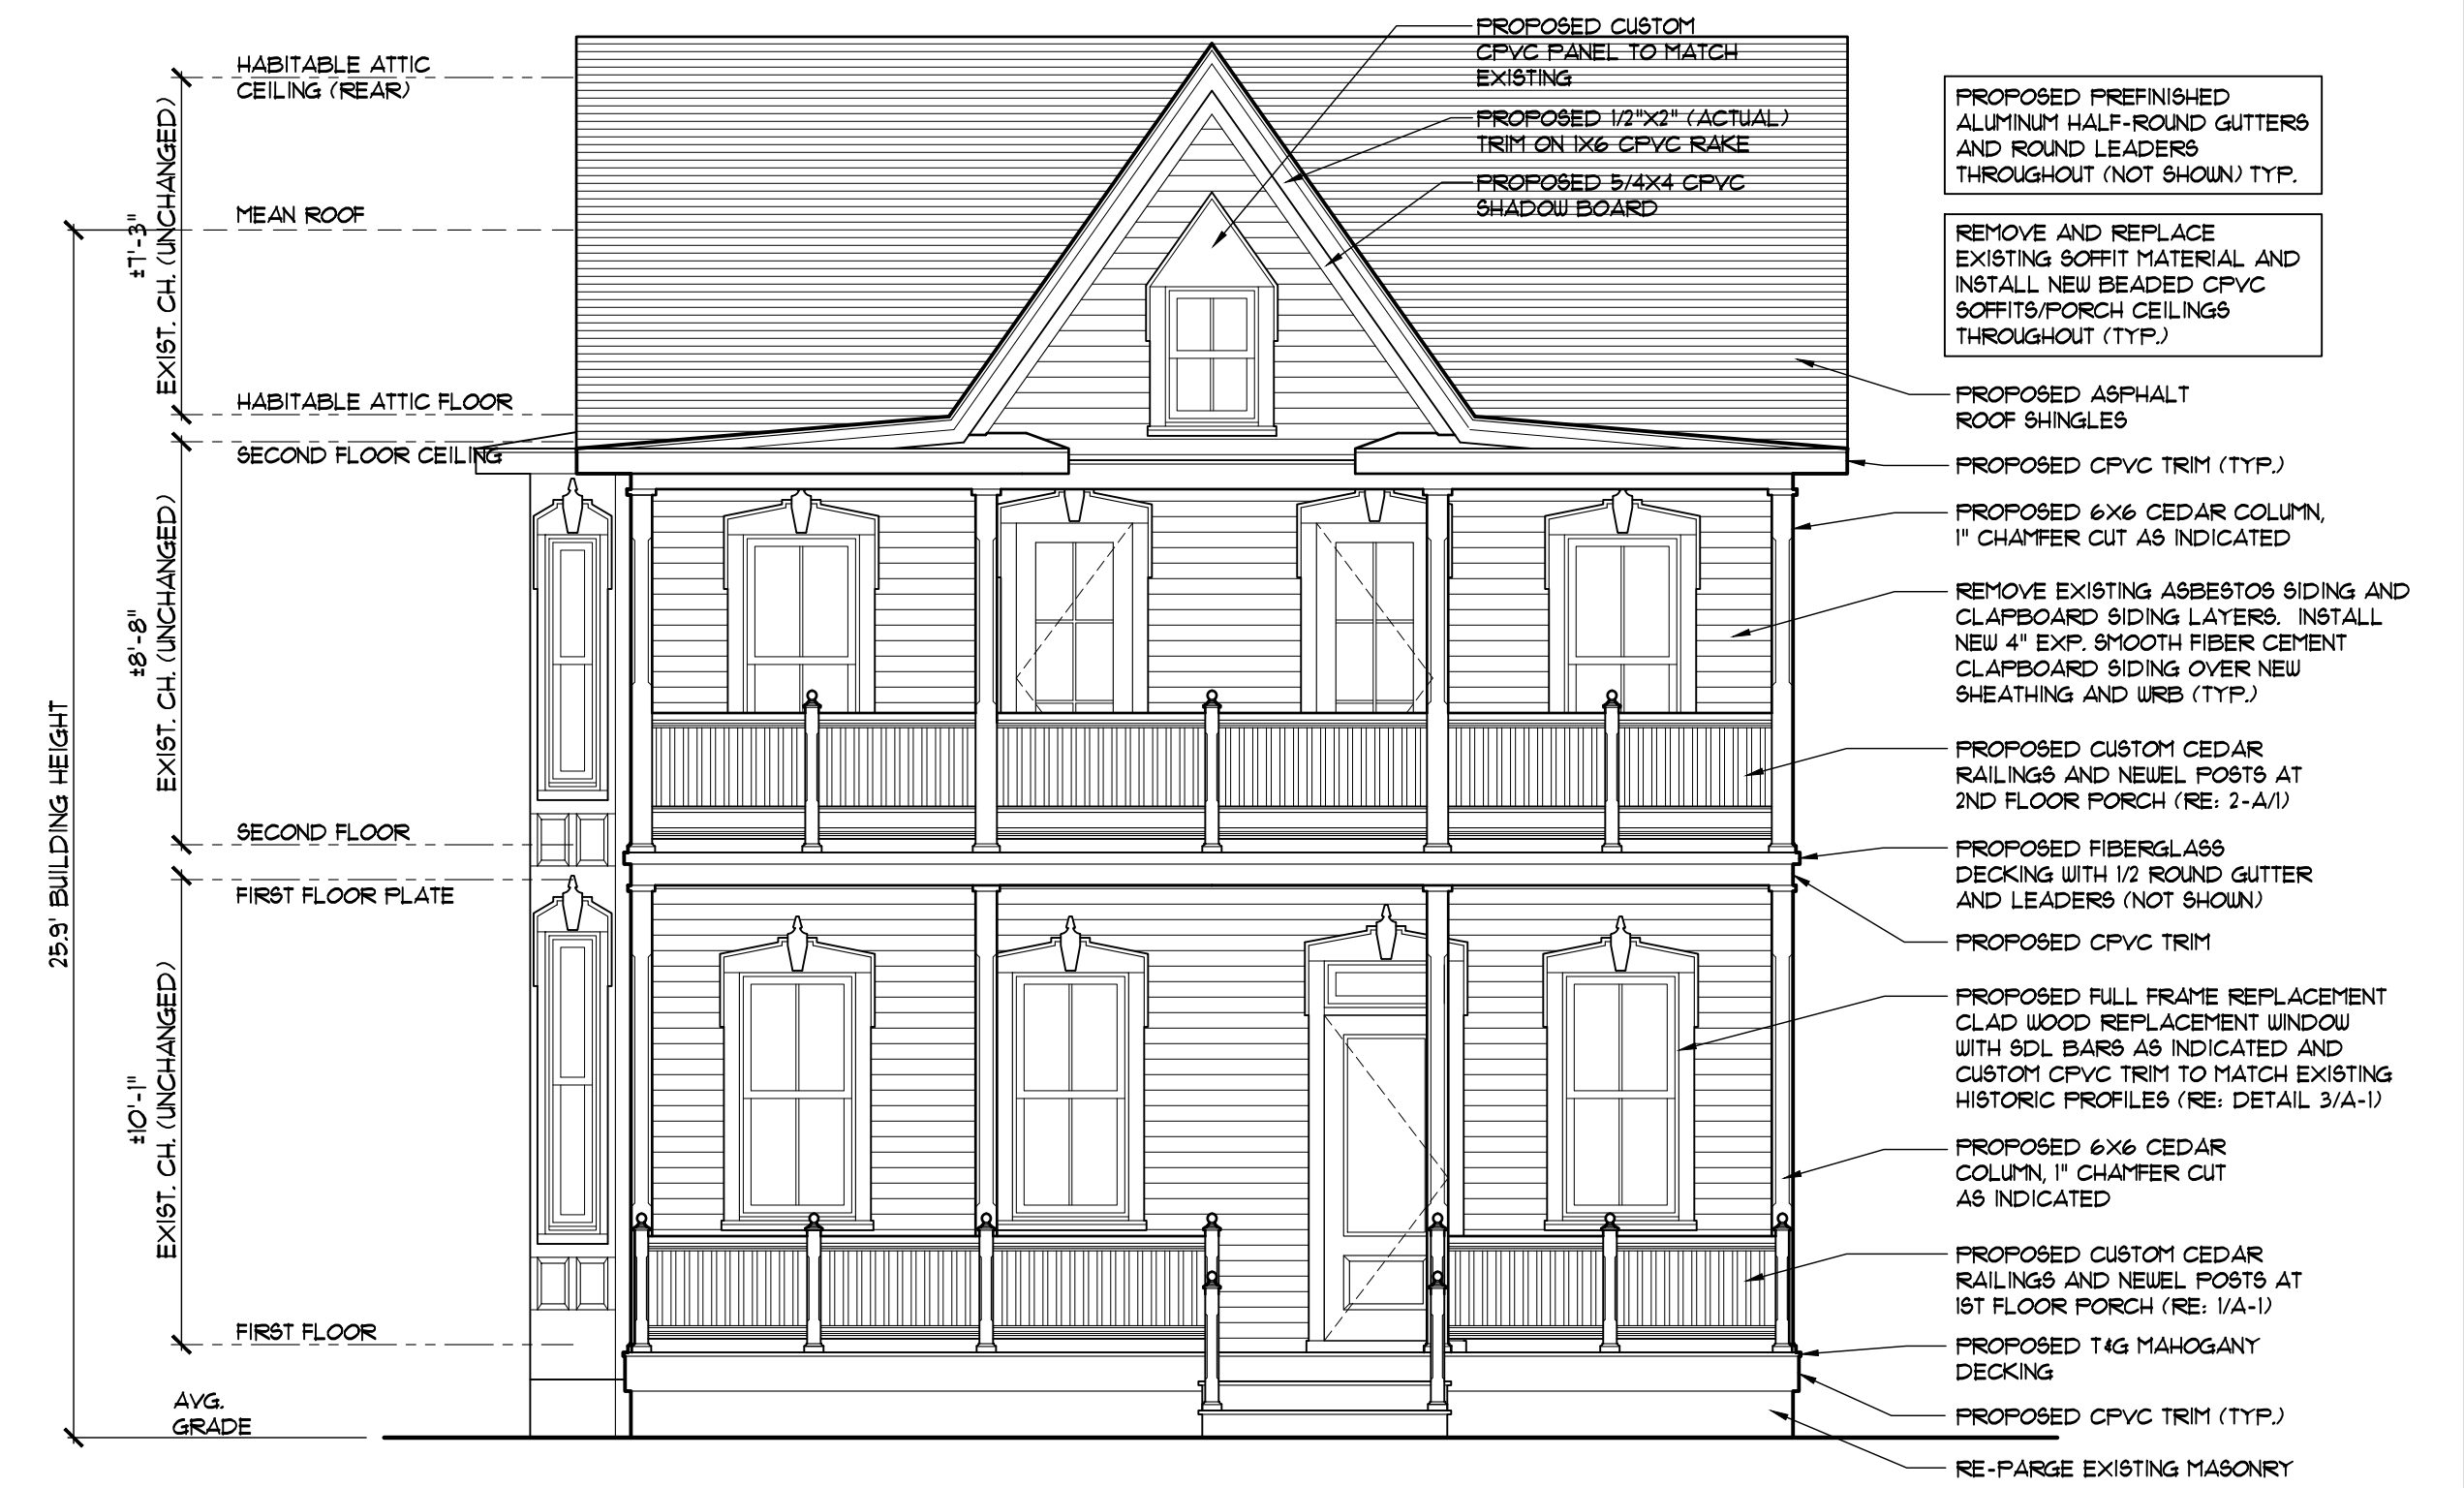 PROPOSED CUSTOM
CPVC PANEL TO MATCH
EXISTING
PROPOSED 1/2"X2" (ACTUAL)
TRIM ON 1X6 CPVC RAKE
PROPOSED 5/4X4 CPVC
SHADOW BOARD
HABITABLE ATTIC
CEILING (REAR)
MEAN ROOF
HABITABLE ATTIC FLOOR
SECOND FLOOR CEILING
SECOND FLOOR
FIRST FLOOR PLATE
FIRST FLOOR
AVG.
GRADE
±7'-3"
EXIST. CH. (UNCHANGED)
±8'-8"
EXIST. CH. (UNCHANGED)
±10'-1"
EXIST. CH. (UNCHANGED)
25.9' BUILDING HEIGHT
PROPOSED PREFINISHED
ALUMINUM HALF-ROUND GUTTERS
AND ROUND LEADERS
THROUGHOUT (NOT SHOWN) TYP.
REMOVE AND REPLACE
EXISTING SOFFIT MATERIAL AND
INSTALL NEW BEADED CPVC
SOFFITS/PORCH CEILINGS
THROUGHOUT (TYP.)
PROPOSED ASPHALT
ROOF SHINGLES
PROPOSED CPVC TRIM (TYP.)
PROPOSED 6X6 CEDAR COLUMN,
1" CHAMFER CUT AS INDICATED
REMOVE EXISTING ASBESTOS SIDING AND
CLAPBOARD SIDING LAYERS. INSTALL
NEW 4" EXP. SMOOTH FIBER CEMENT
CLAPBOARD SIDING OVER NEW
SHEATHING AND WRB (TYP.)
PROPOSED CUSTOM CEDAR
RAILINGS AND NEWEL POSTS AT
2ND FLOOR PORCH (RE: 2-A/1)
PROPOSED FIBERGLASS
DECKING WITH 1/2 ROUND GUTTER
AND LEADERS (NOT SHOWN)
PROPOSED CPVC TRIM
PROPOSED FULL FRAME REPLACEMENT
CLAD WOOD REPLACEMENT WINDOW
WITH SDL BARS AS INDICATED AND
CUSTOM CPVC TRIM TO MATCH EXISTING
HISTORIC PROFILES (RE: DETAIL 3/A-1)
PROPOSED 6X6 CEDAR
COLUMN, 1" CHAMFER CUT
AS INDICATED
PROPOSED CUSTOM CEDAR
RAILINGS AND NEWEL POSTS AT
1ST FLOOR PORCH (RE: 1/A-1)
PROPOSED T&G MAHOGANY
DECKING
PROPOSED CPVC TRIM (TYP.)
RE-PARGE EXISTING MASONRY